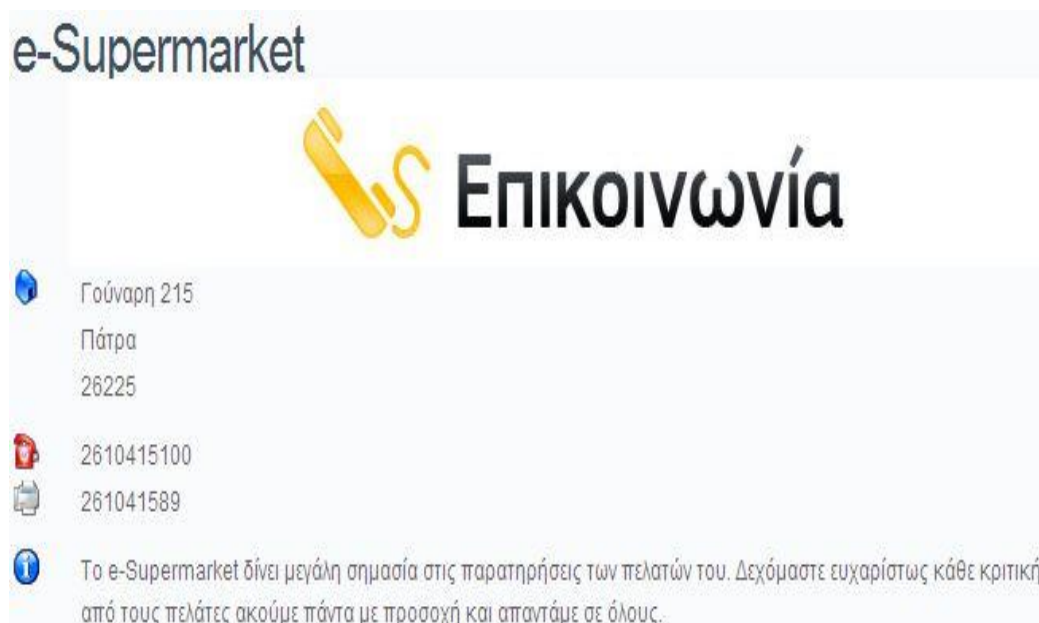 e-Supermarket
Επικοινωνία
Γούναρη 215
Πάτρα
26225
2610415100
261041589
Το e-Supermarket δίνει μεγάλη σημασία στις παρατηρήσεις των πελατών του. Δεχόμαστε ευχαρίστως κάθε κριτική
από τους πελάτες ακούμε πάντα με προσοχή και απαντάμε σε όλους.